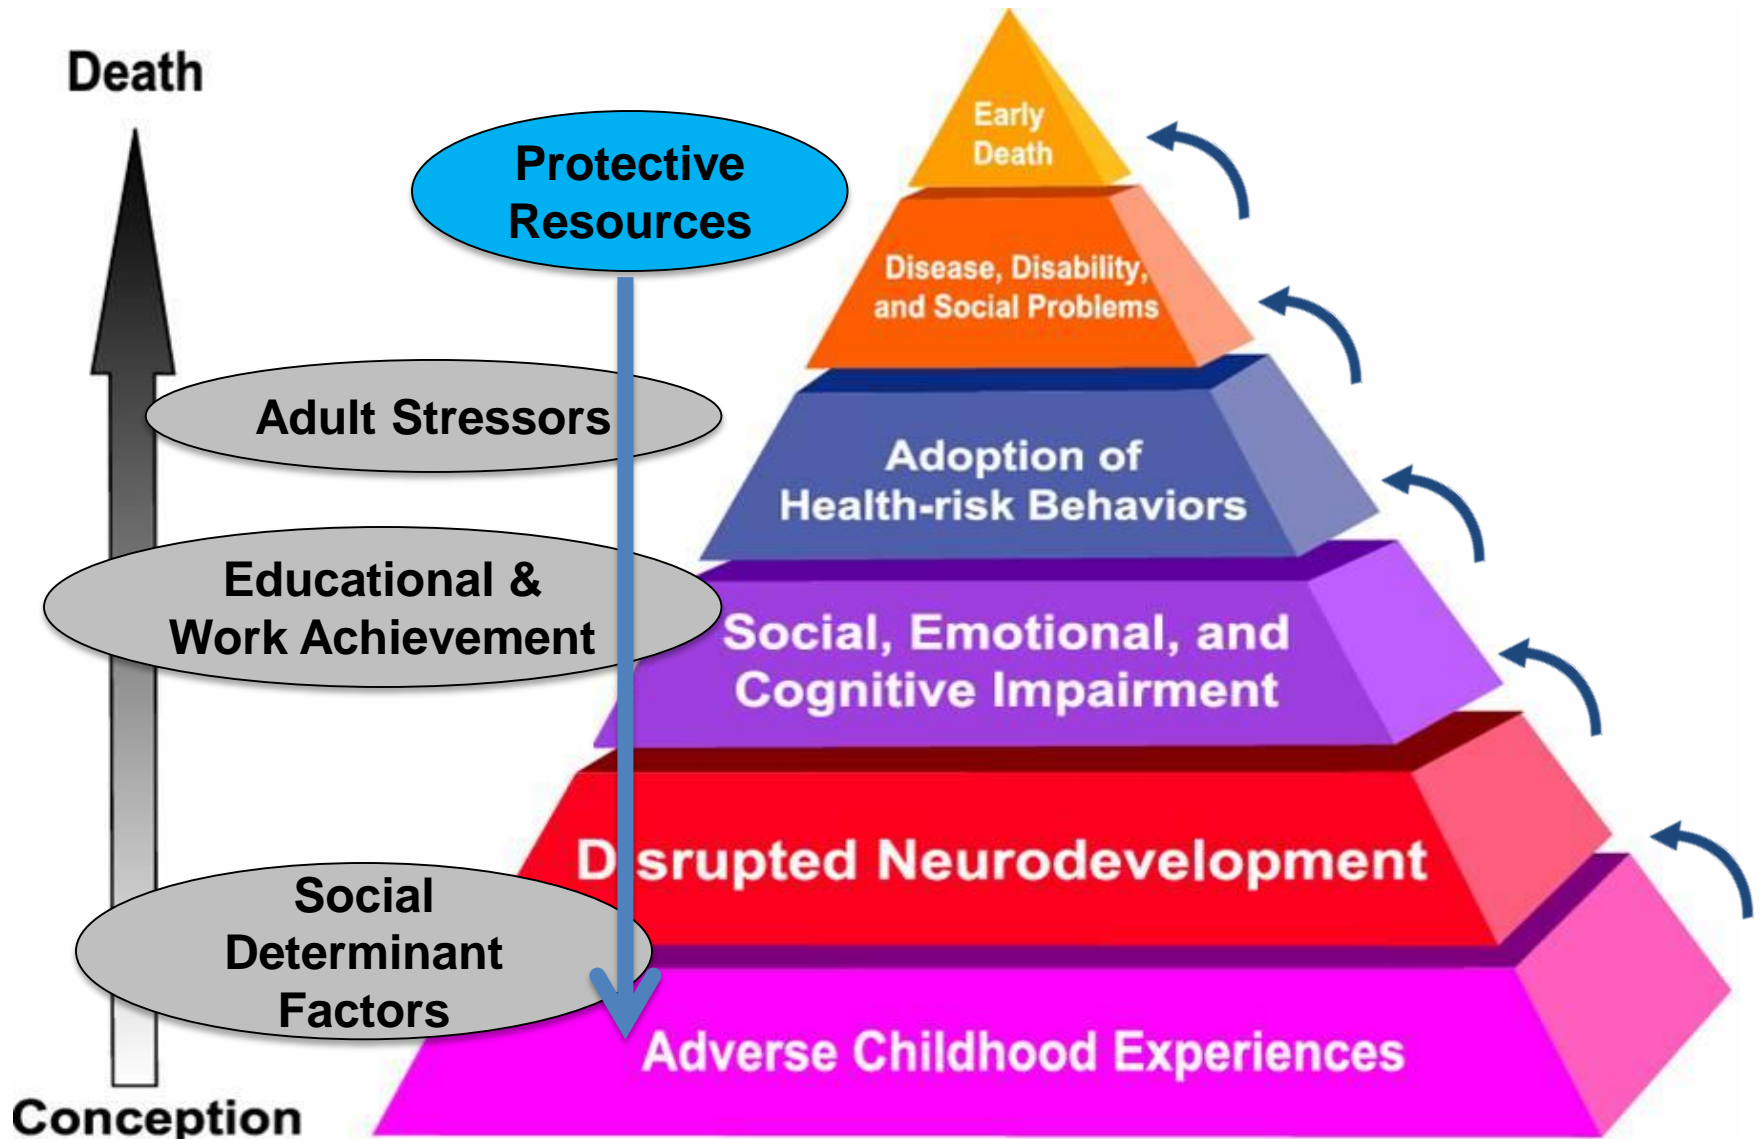 Death
Protective
Resources
Adult Stressors
Educational &
Work Achievement
Social
Determinant
Factors
Conception
Early
Death
Disease, Disability,
and Social Problems
Adoption of
Health-risk Behaviors
Social, Emotional, and
Cognitive Impairment
Disrupted Neurodevelopment
Adverse Childhood Experiences